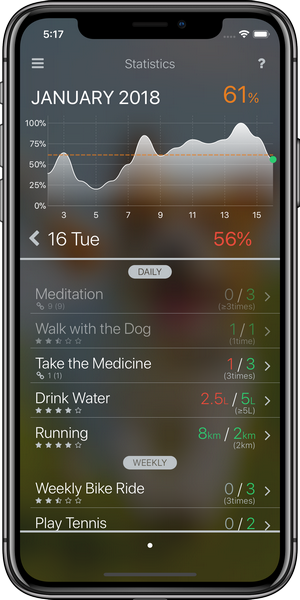 5:17
Statistics
?
JANUARY 2018
61%
100%
75%
50%
25%
0%
3 5 7 9 11 13 15
16 Tue
56%
DAILY
Meditation
0 / 3
9 (9)
(≥3times)
Walk with the Dog
1 / 1
(1time)
Take the Medicine
1 / 3
1 (1)
(3times)
Drink Water
2.5L / 5L
(≥5L)
Running
8km / 2km
(2km)
WEEKLY
Weekly Bike Ride
0 / 3
(3times)
Play Tennis
0 / 2